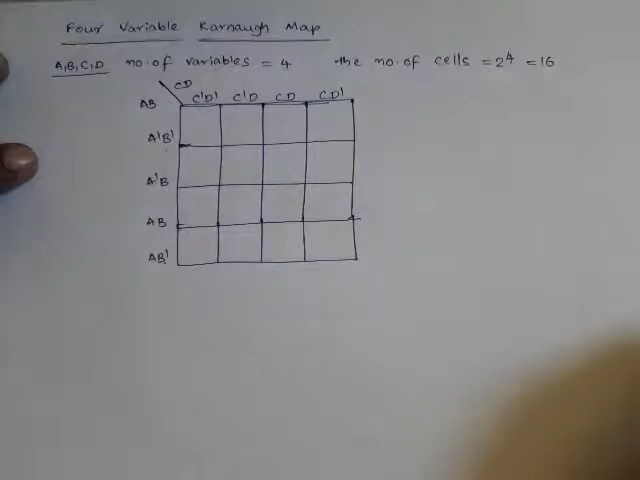 Four Variable Karnaugh Map
A,B,C,D no.of variables = 4 the no.of cells = 2⁴ = 16
CD
AB C'D' C'D CD CD'
A'B'
A'B
AB
AB'